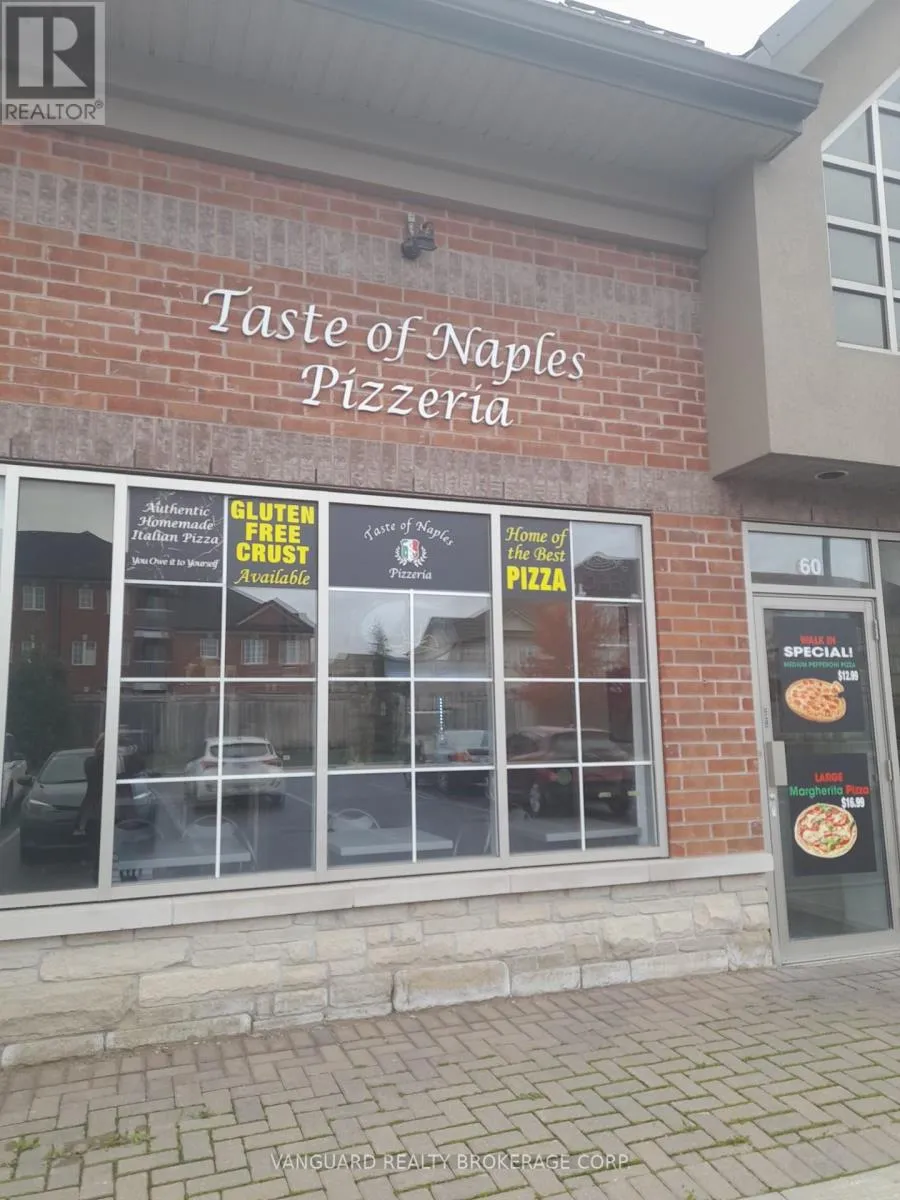 REALTOR®
Taste of Naples
Pizzeria
Authentic
Homemade
Italian Pizza
You Owe it to Yourself
GLUTEN
FREE
CRUST
Available
Taste of Naples
Pizzeria
Home of
the Best
PIZZA
60
WALK IN
SPECIAL!
MEDIUM PEPPERONI PIZZA
$12.99
LARGE
Margherita Pizza
$16.99
VANGUARD REALTY BROKERAGE CORP.